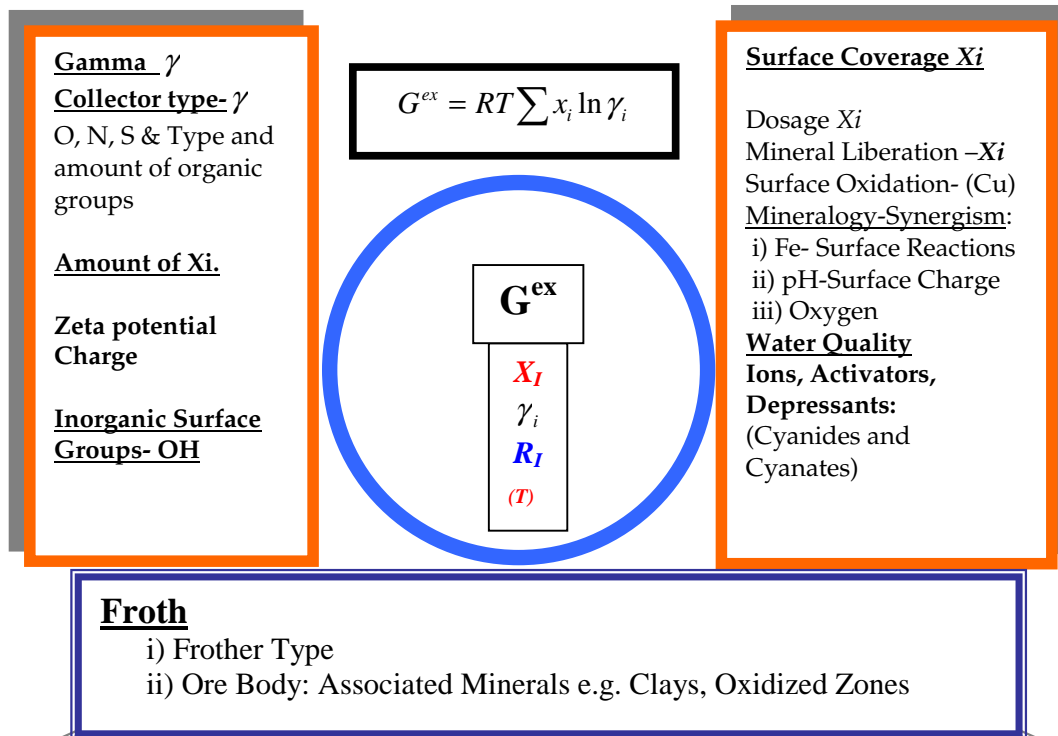 Gamma γ
Collector type- γ
O, N, S & Type and
amount of organic
groups
Amount of Xi.
Zeta potential
Charge
Inorganic Surface
Groups- OH
G^ex = RT ∑ x_i ln γ_i
G^ex
X_I
γ_i
R_I
(T)
Surface Coverage Xi
Dosage Xi
Mineral Liberation –Xi
Surface Oxidation- (Cu)
Mineralogy-Synergism:
i) Fe- Surface Reactions
ii) pH-Surface Charge
iii) Oxygen
Water Quality
Ions, Activators,
Depressants:
(Cyanides and
Cyanates)
Froth
i) Frother Type
ii) Ore Body: Associated Minerals e.g. Clays, Oxidized Zones